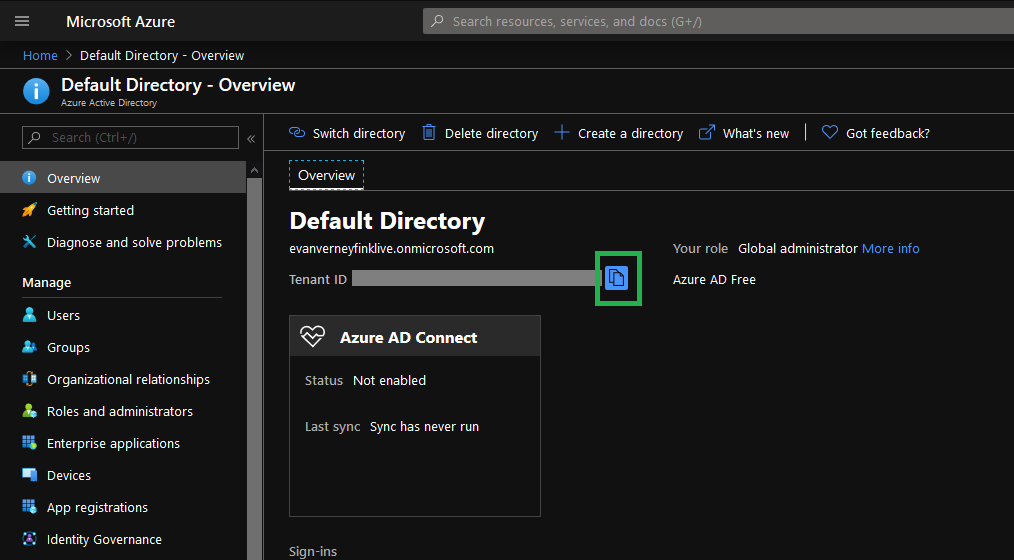 Microsoft Azure
Search resources, services, and docs (G+/)
Home > Default Directory - Overview
Default Directory - Overview
Azure Active Directory
Search (Ctrl+/)
«
Overview
Getting started
Diagnose and solve problems
Manage
Users
Groups
Organizational relationships
Roles and administrators
Enterprise applications
Devices
App registrations
Identity Governance
Switch directory
Delete directory
Create a directory
What's new
Got feedback?
Overview
Default Directory
evanverneyfinklive.onmicrosoft.com
Your role Global administrator More info
Tenant ID
Azure AD Free
Azure AD Connect
Status Not enabled
Last sync Sync has never run
Sign-ins